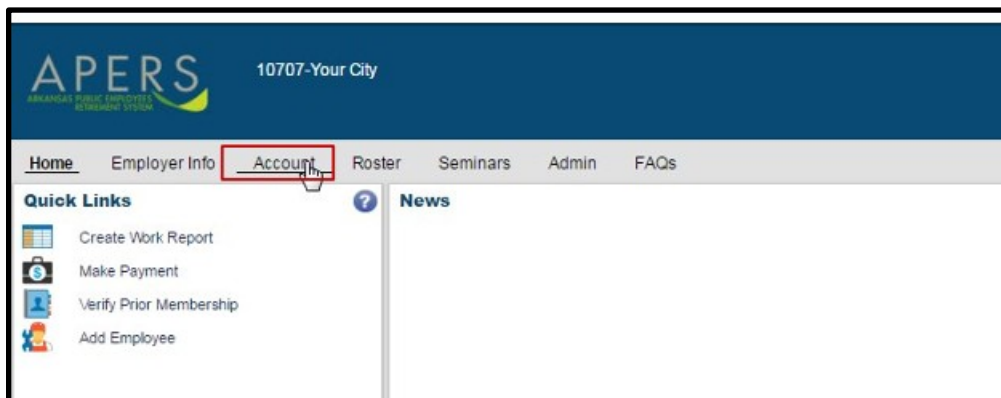 APERS
ARKANSAS PUBLIC EMPLOYEES
RETIREMENT SYSTEM
10707-Your City
Home Employer Info Account Roster Seminars Admin FAQs
Quick Links
?
News
Create Work Report
$
Make Payment
Verify Prior Membership
Add Employee